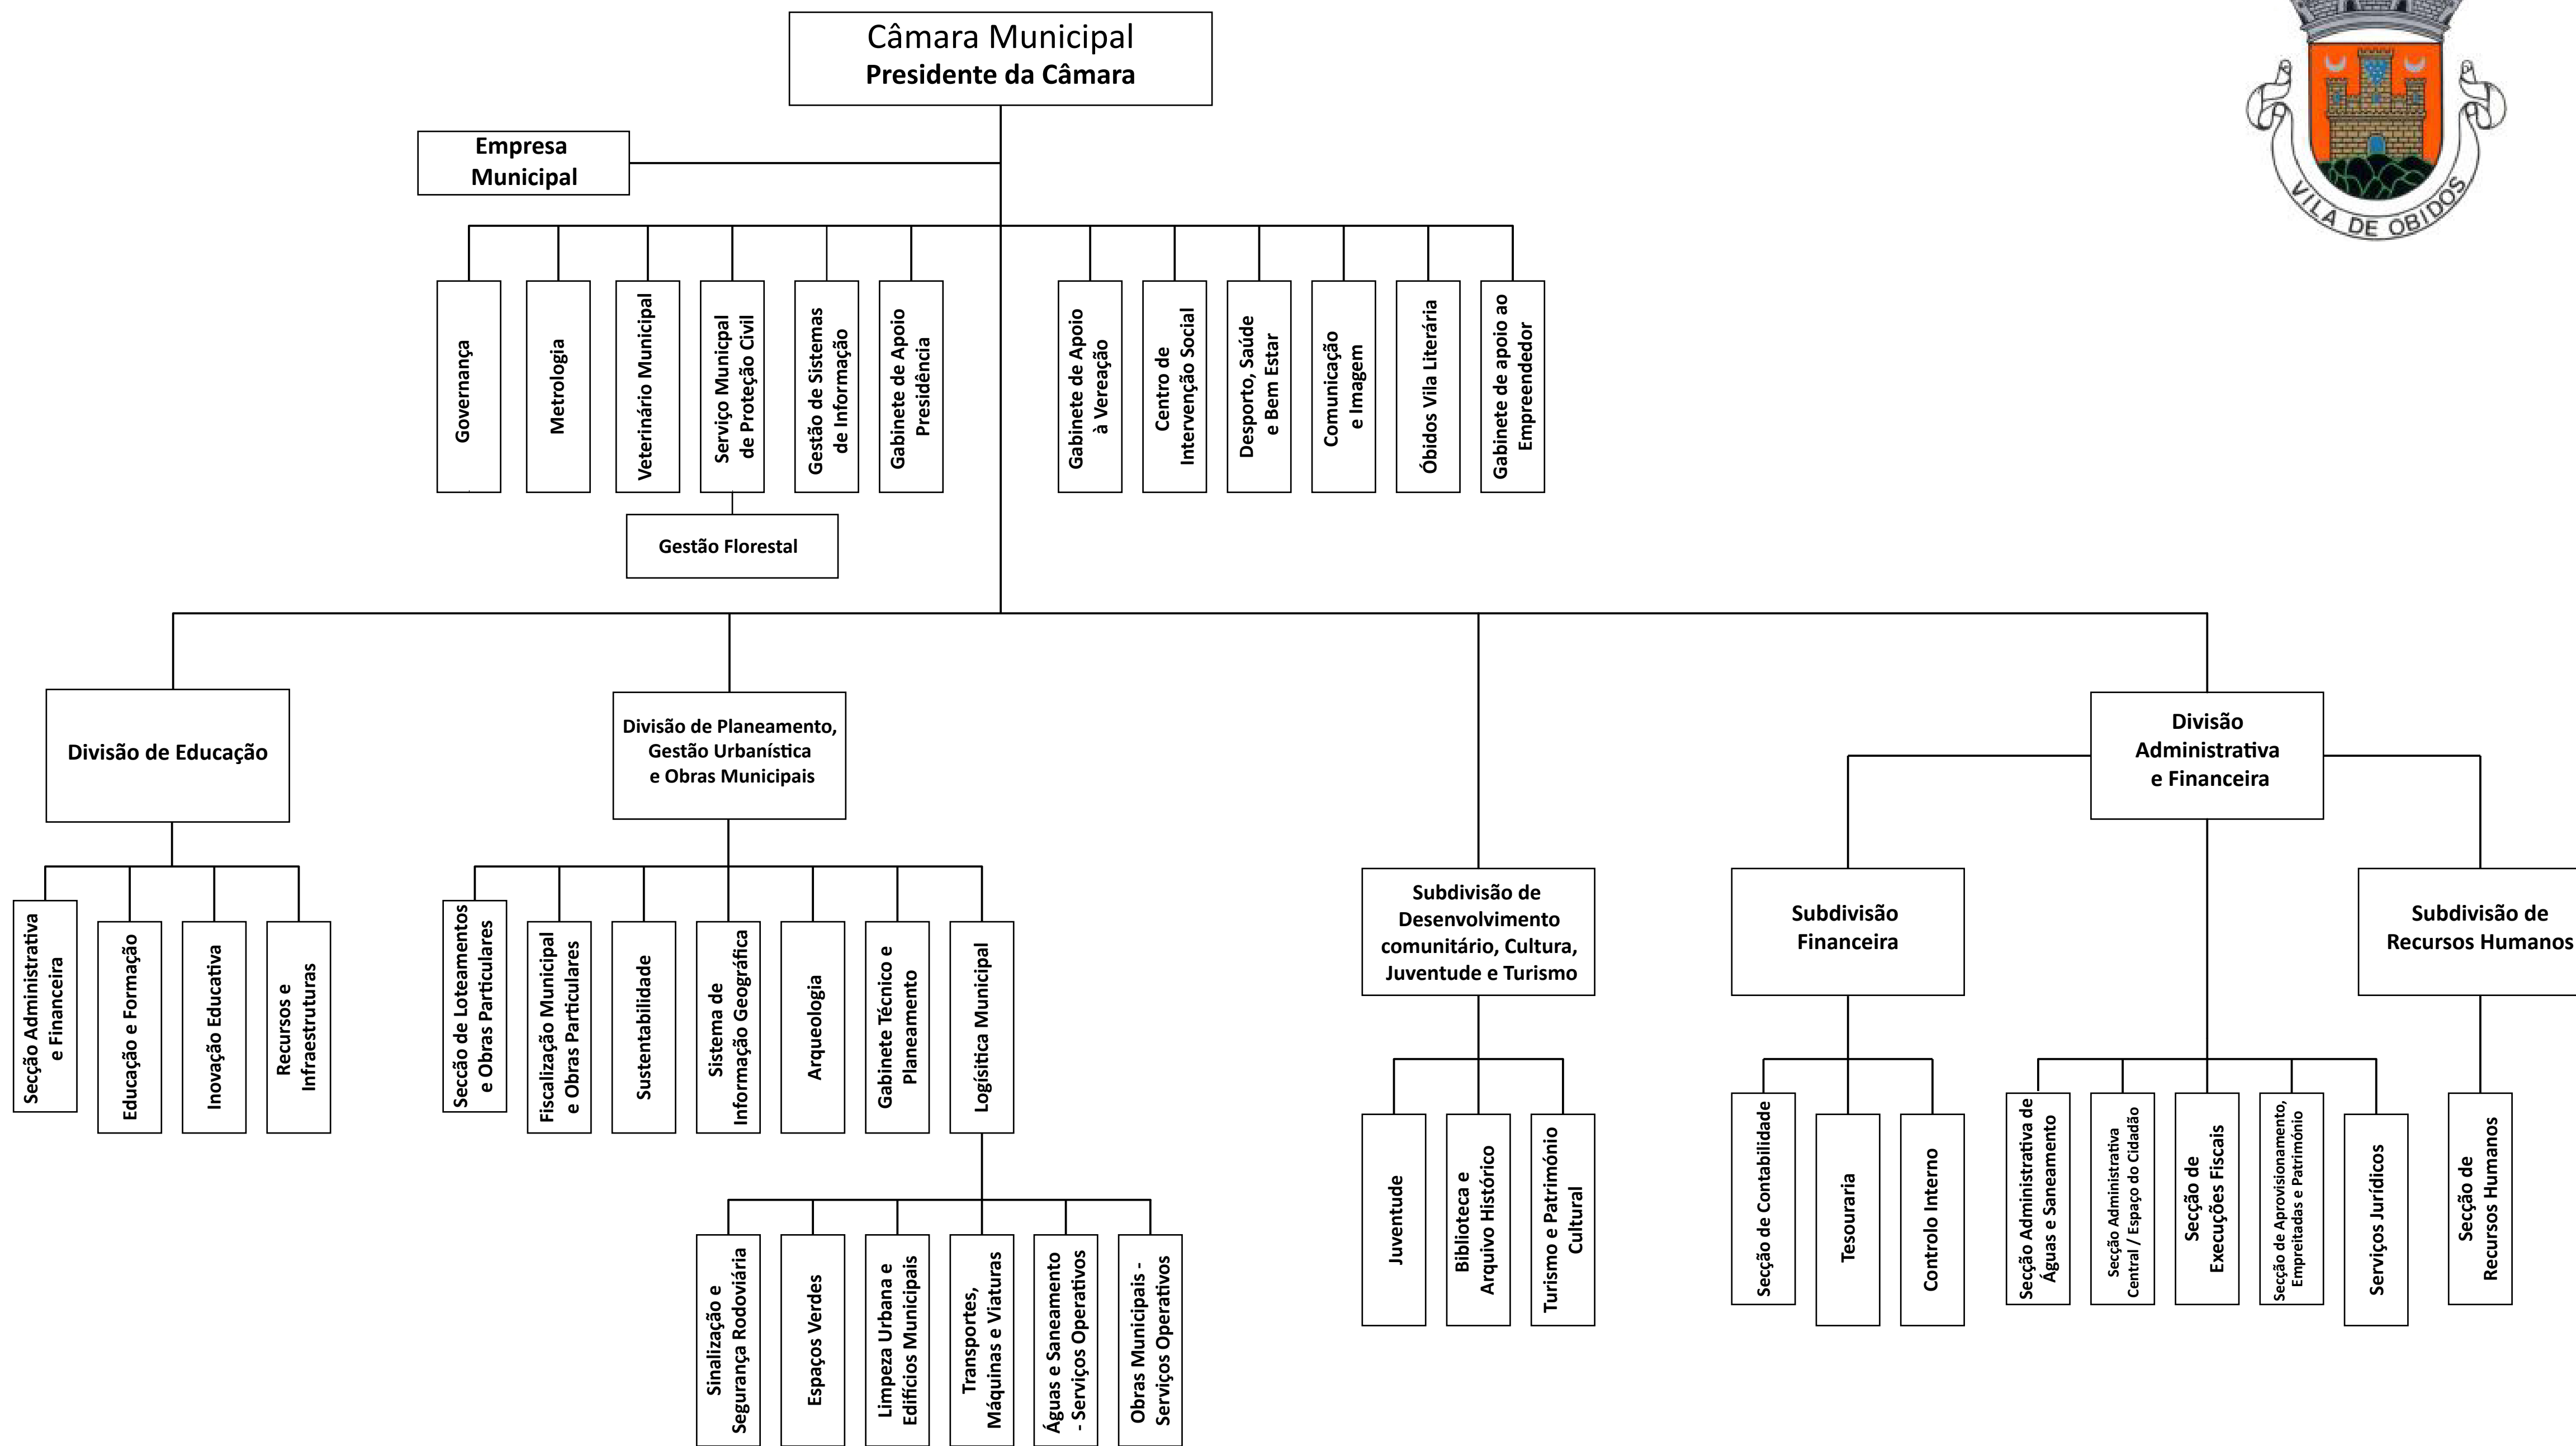 Câmara Municipal
Presidente da Câmara
Empresa
Municipal
VILA DE OBIDOS
Governança
Metrologia
Veterinário Municipal
Serviço Municpal
de Proteção Civil
Gestão de Sistemas
de Informação
Gabinete de Apoio
Presidência
Gabinete de Apoio
à Vereação
Centro de
Intervenção Social
Desporto, Saúde
e Bem Estar
Comunicação
e Imagem
Óbidos Vila Literária
Gabinete de apoio ao
Empreendedor
Gestão Florestal
Divisão de Educação
Divisão de Planeamento,
Gestão Urbanística
e Obras Municipais
Divisão
Administrativa
e Financeira
Subdivisão de
Desenvolvimento
comunitário, Cultura,
Juventude e Turismo
Subdivisão
Financeira
Subdivisão de
Recursos Humanos
Secção Administrativa
e Financeira
Educação e Formação
Inovação Educativa
Recursos e
Infraestruturas
Seccão de Loteamentos
e Obras Particulares
Fiscalização Municipal
e Obras Particulares
Sustentabilidade
Sistema de
Informação Geográfica
Arqueologia
Gabinete Técnico e
Planeamento
Logísitica Municipal
Juventude
Biblioteca e
Arquivo Histórico
Turismo e Património
Cultural
Secção de Contabilidade
Tesouraria
Controlo Interno
Secção Administrativa de
Águas e Saneamento
Secção Administrativa
Central / Espaço do Cidadão
Secção de
Execuções Fiscais
Secção de Aprovisionamento,
Empreitadas e Património
Serviços Jurídicos
Secção de
Recursos Humanos
Sinalização e
Segurança Rodoviária
Espaços Verdes
Limpeza Urbana e
Edifícios Municipais
Transportes,
Máquinas e Viaturas
Águas e Saneamento
- Serviços Operativos
Obras Municipais -
Serviços Operativos